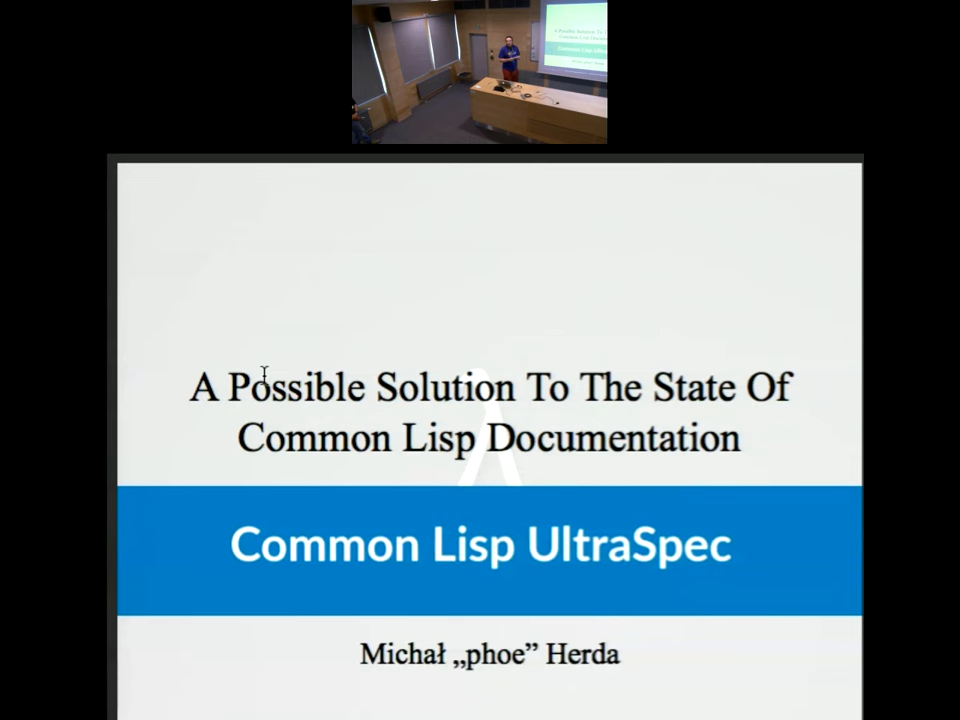 A Possible Solution To The State Of
Common Lisp Documentation
λ
Common Lisp UltraSpec
Michał „phoe” Herda